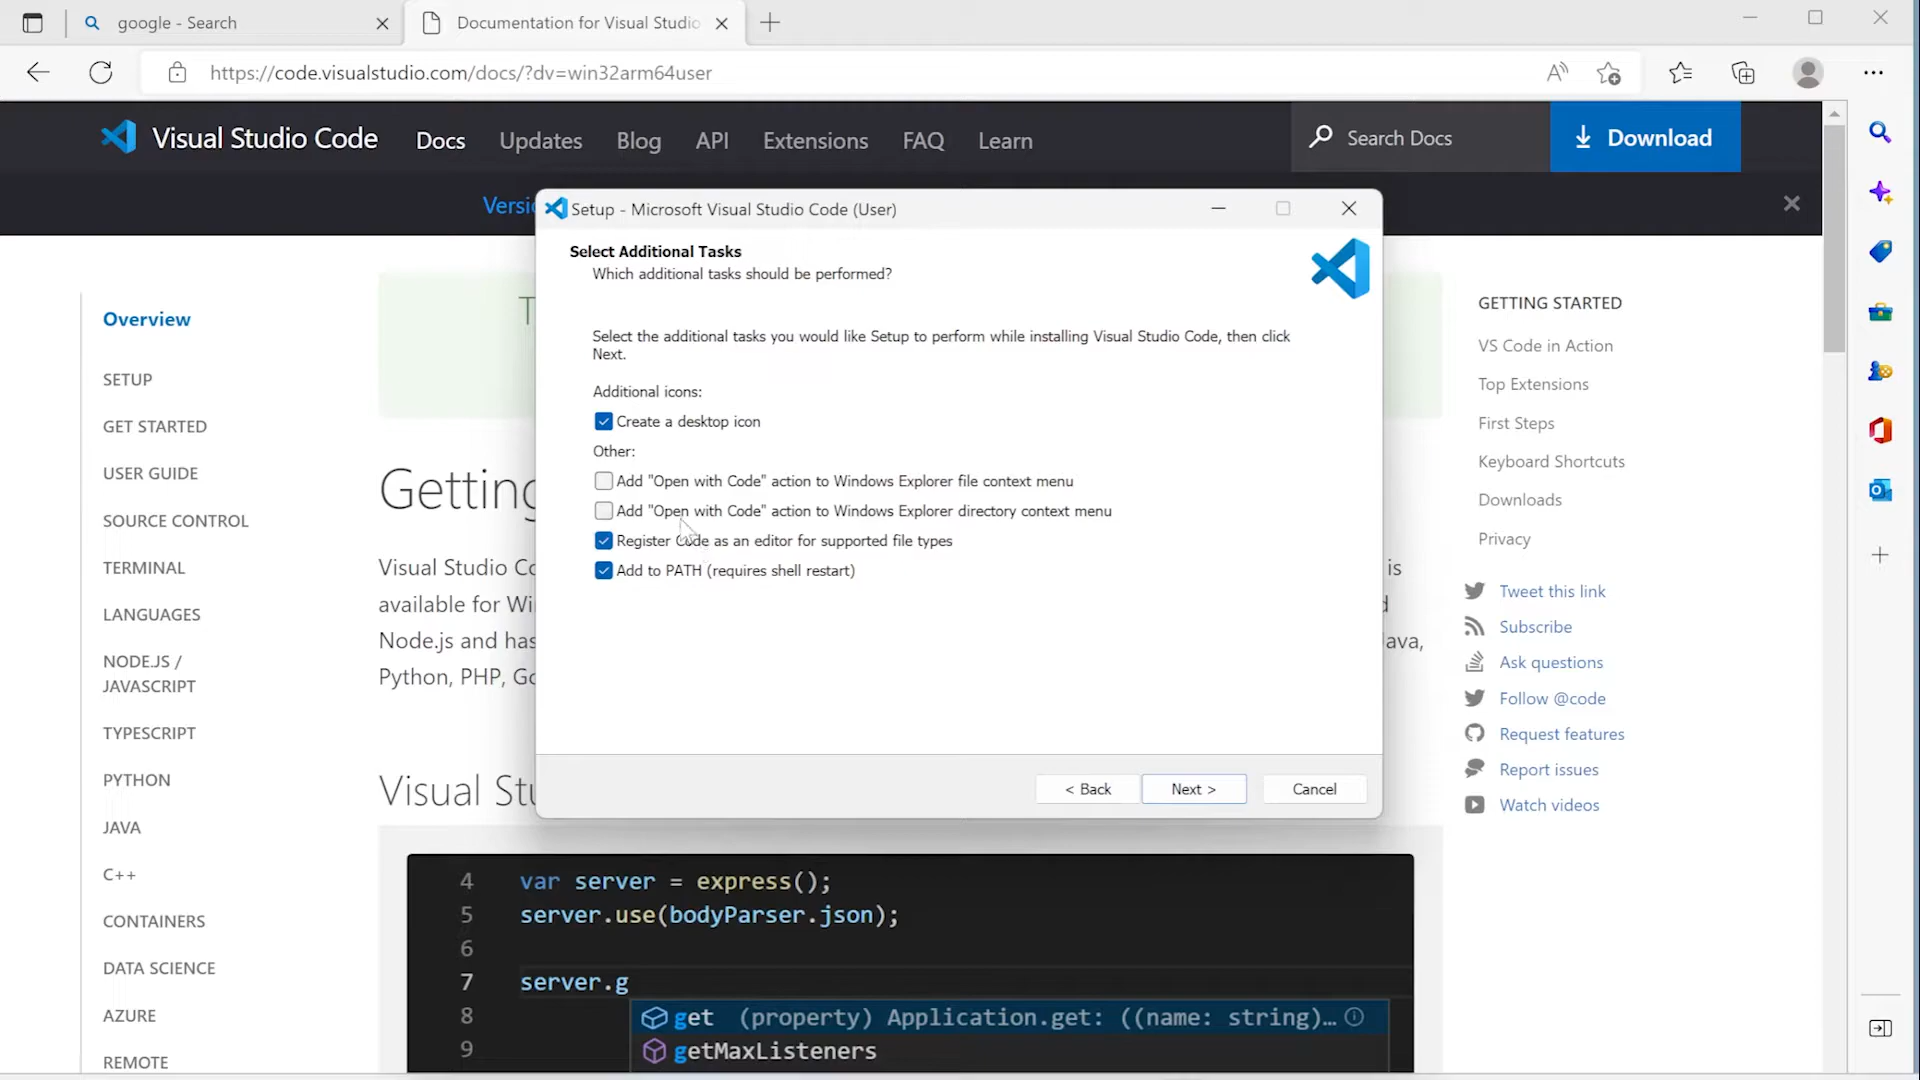 google - Search
Documentation for Visual Studio
https://code.visualstudio.com/docs/?dv=win32arm64user
Visual Studio Code
Docs
Updates
Blog
API
Extensions
FAQ
Learn
Search Docs
Download
Versi
Setup - Microsoft Visual Studio Code (User)
Select Additional Tasks
Which additional tasks should be performed?
Select the additional tasks you would like Setup to perform while installing Visual Studio Code, then click
Next.
Additional icons:
Create a desktop icon
Other:
Add "Open with Code" action to Windows Explorer file context menu
Add "Open with Code" action to Windows Explorer directory context menu
Register Code as an editor for supported file types
Add to PATH (requires shell restart)
< Back
Next >
Cancel
Overview
SETUP
GET STARTED
USER GUIDE
SOURCE CONTROL
TERMINAL
LANGUAGES
NODE.JS /
JAVASCRIPT
TYPESCRIPT
PYTHON
JAVA
C++
CONTAINERS
DATA SCIENCE
AZURE
REMOTE
T
Getting
Visual Studio Co is
available for Wi d
Node.js and has ava,
Python, PHP, Go
Visual Stu
4 var server = express();
5 server.use(bodyParser.json);
6
7 server.g
8 get (property) Application.get: ((name: string)…
9 getMaxListeners
GETTING STARTED
VS Code in Action
Top Extensions
First Steps
Keyboard Shortcuts
Downloads
Privacy
Tweet this link
Subscribe
Ask questions
Follow @code
Request features
Report issues
Watch videos